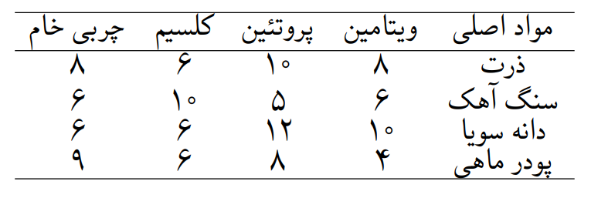 مواد اصلی ویتامین پروتئین کلسیم چربی خام
ذرت ۸ ۱۰ ۶ ۸
سنگ آهک ۶ ۵ ۱۰ ۶
دانه سویا ۱۰ ۱۲ ۶ ۶
پودر ماهی ۴ ۸ ۶ ۹